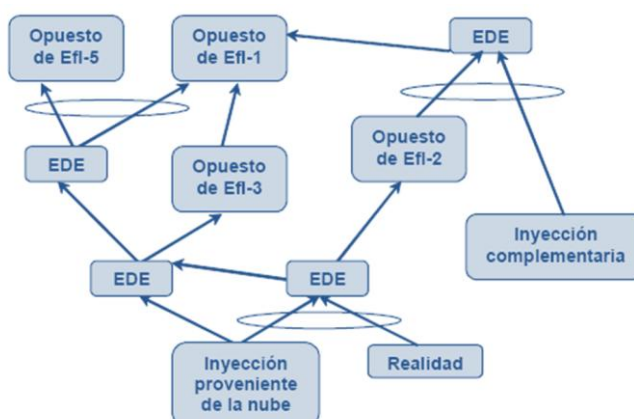 Opuesto
de Efl-5
Opuesto
de Efl-1
EDE
Opuesto
de Efl-2
EDE
Opuesto
de Efl-3
Inyección
complementaria
EDE
EDE
Inyección
proveniente
de la nube
Realidad